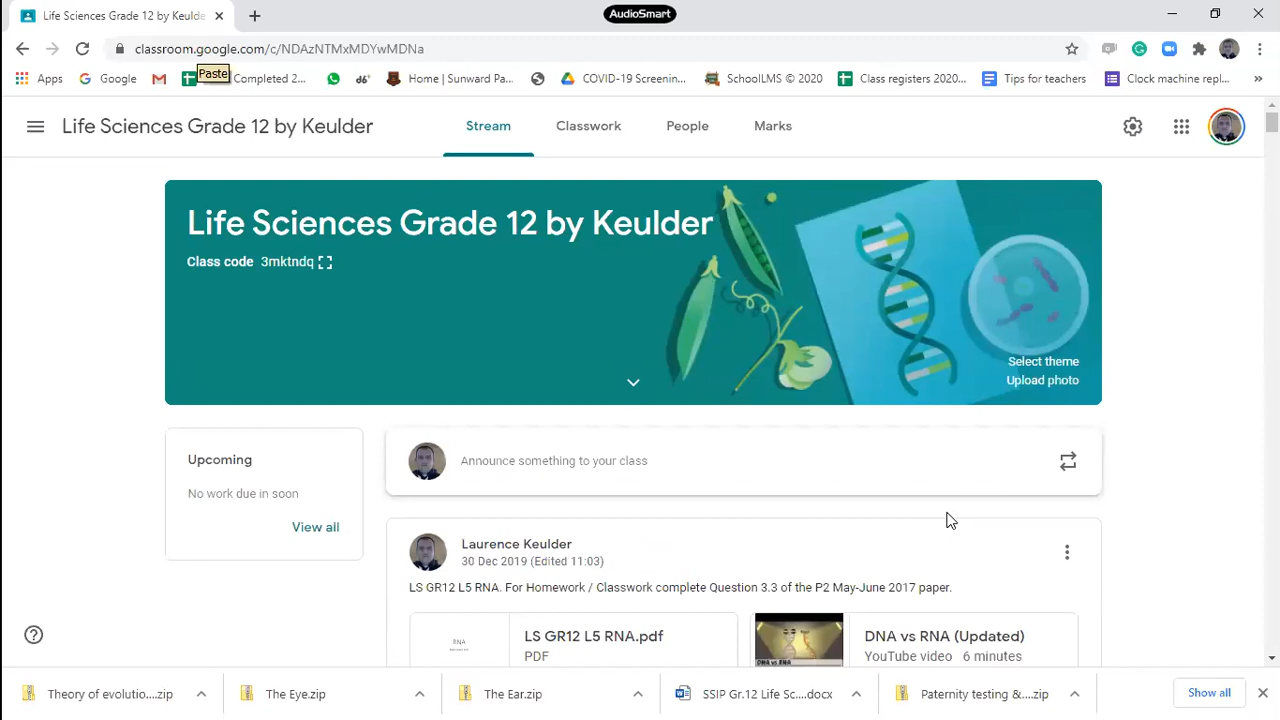 AudioSmart
Life Sciences Grade 12 by Keulde
classroom.google.com/c/NDAzNTMxMDYwMDNa
Apps
Google
Completed 2...
Home | Sunward Pa...
COVID-19 Screenin...
SchoolLMS © 2020
Class registers 2020...
Tips for teachers
Clock machine repl...
»
Paste
Life Sciences Grade 12 by Keulder
Stream
Classwork
People
Marks
Life Sciences Grade 12 by Keulder
Class code 3mktndq
Select theme
Upload photo
Upcoming
No work due in soon
View all
Announce something to your class
Laurence Keulder
30 Dec 2019 (Edited 11:03)
LS GR12 L5 RNA. For Homework / Classwork complete Question 3.3 of the P2 May-June 2017 paper.
RNA
LS GR12 L5 RNA.pdf
PDF
DNA vs RNA
DNA vs RNA (Updated)
YouTube video 6 minutes
Theory of evolutio....zip
The Eye.zip
The Ear.zip
SSIP Gr.12 Life Sc....docx
Paternity testing &....zip
Show all